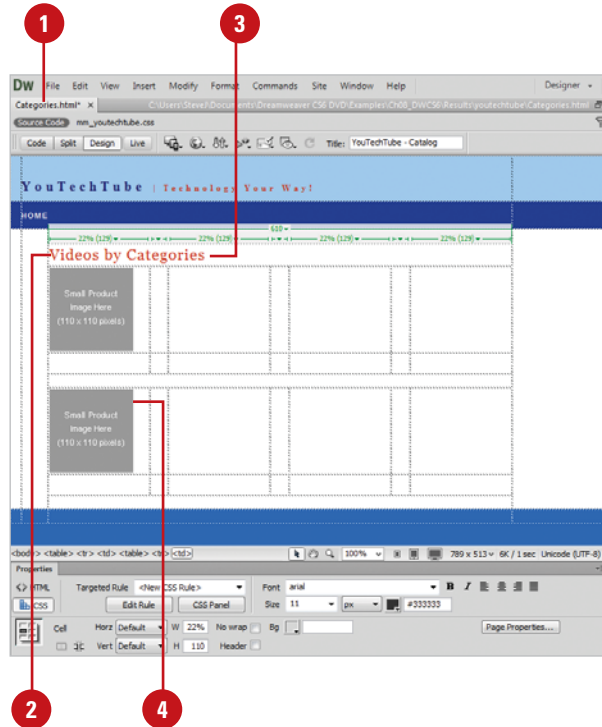 1
3
DW File Edit View Insert Modify Format Commands Site Window Help Designer
Categories.html* × C:\Users\SteveJ\Documents\Dreamweaver CS6 DVD\Examples\Ch08_DWCS6\Results\youtechtube\Categories.html
Source Code mm_youtechtube.css
Code Split Design Live Title: YouTechTube - Catalog
YouTechTube | Technology Your Way!
HOME
510
22% (129) 22% (129) 22% (129) 22% (129)
Videos by Categories
Small Product
Image Here
(110 x 110 pixels)
Small Product
Image Here
(110 x 110 pixels)
<body> <table> <tr> <td> <table> <tr> <td> 100% 789 x 513 6K / 1 sec Unicode (UTF-8)
Properties
<> HTML Targeted Rule <New CSS Rule> Font arial B I
CSS Edit Rule CSS Panel Size 11 px #333333
Cell Horz Default W 22% No wrap Bg Page Properties...
Vert Default H 110 Header
2
4